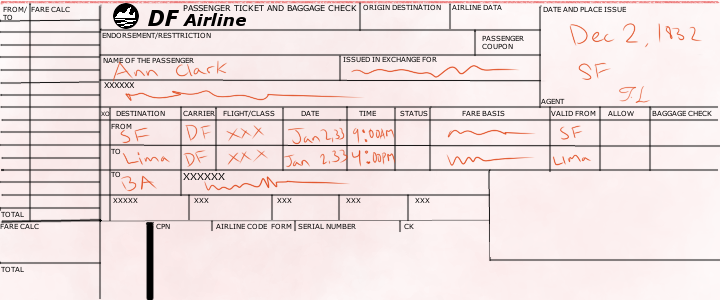 FROM/ TO FARE CALC PASSENGER TICKET AND BAGGAGE CHECK ORIGIN DESTINATION AIRLINE DATA DATE AND PLACE ISSUE
DF Airline
ENDORSEMENT/RESTTRICTION PASSENGER COUPON Dec 2, 1932
NAME OF THE PASSENGER ISSUED IN EXCHANGE FOR
Ann Clark SF
XXXXXX
AGENT JL
XO DESTINATION CARRIER FLIGHT/CLASS DATE TIME STATUS FARE BASIS VALID FROM ALLOW BAGGAGE CHECK
FROM SF DF XXX Jan 2,33 9:00AM SF
TO Lima DF XXX Jan 2,33 4:00PM Lima
TO BA XXXXXX
XXXXX XXX XXX XXX XXX
TOTAL
FARE CALC CPN AIRLINE CODE FORM SERIAL NUMBER CK
TOTAL